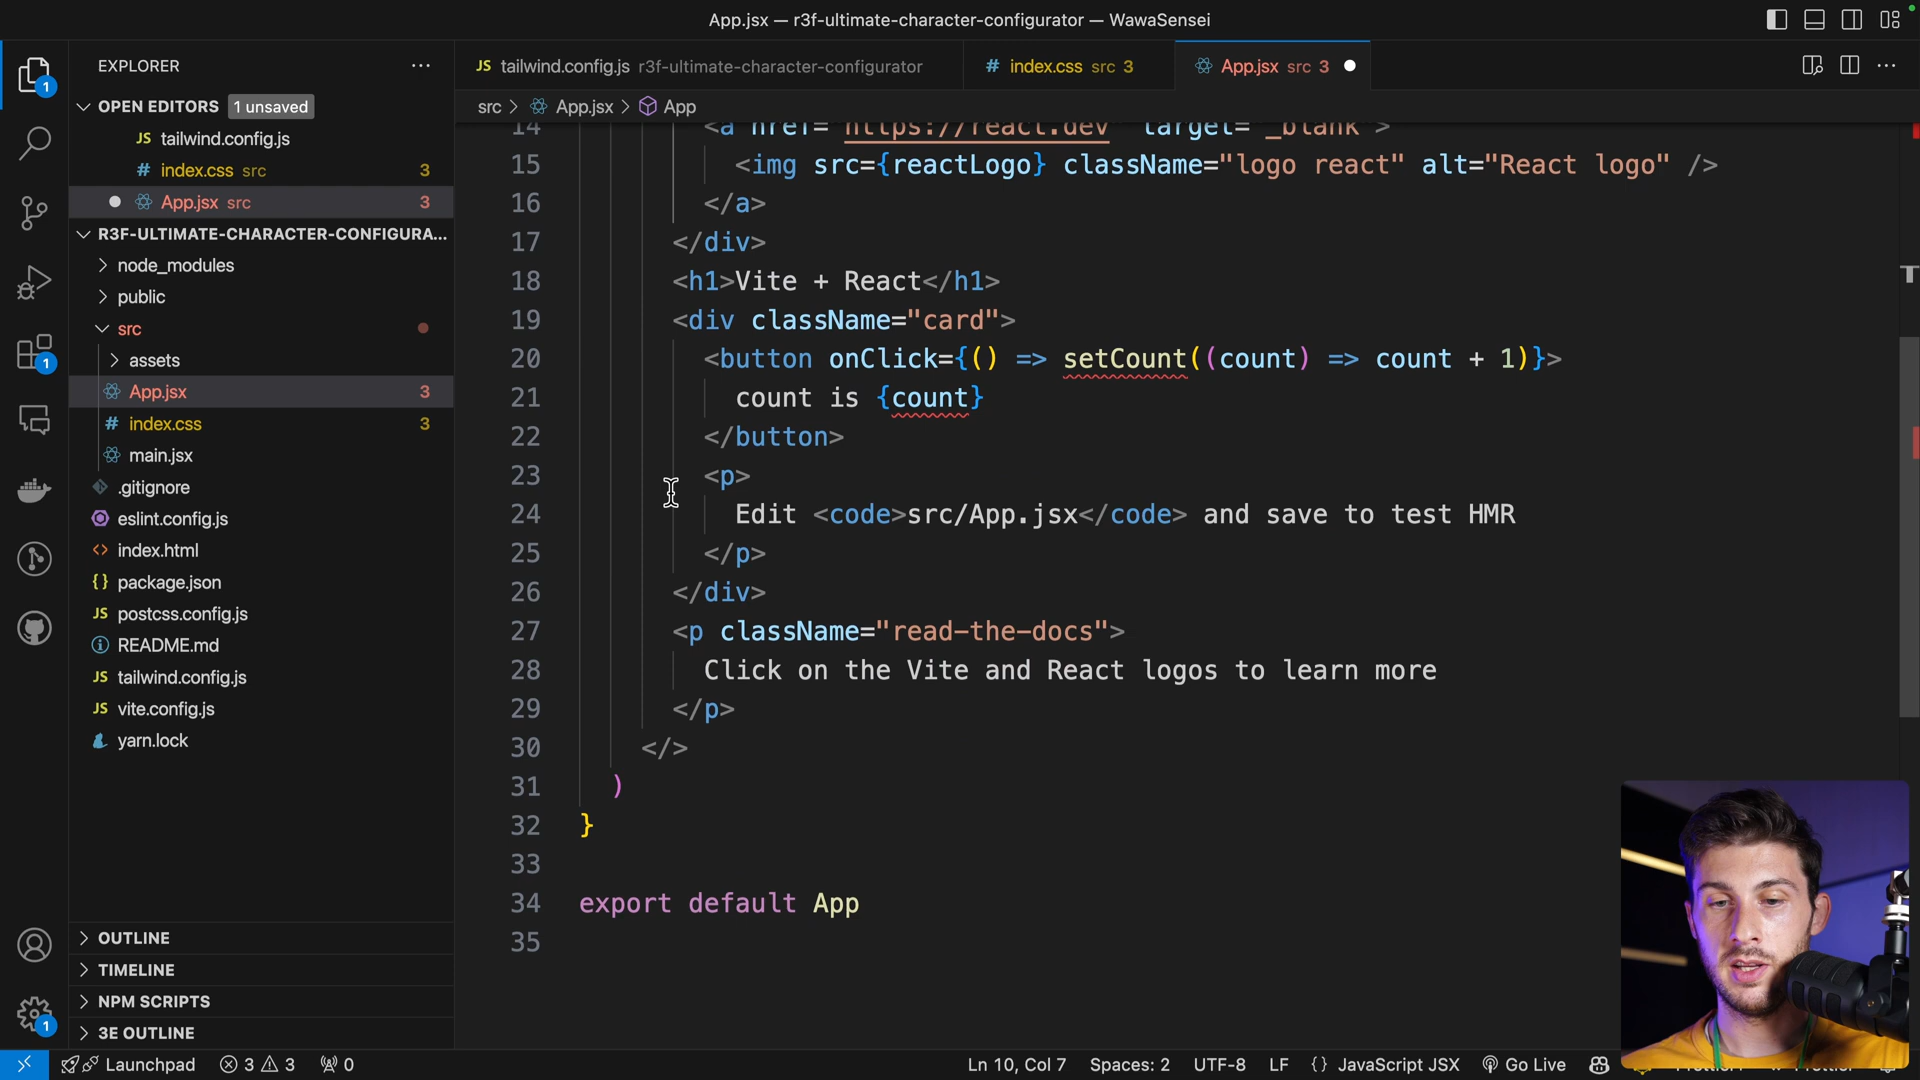 App.jsx — r3f-ultimate-character-configurator — WawaSensei
EXPLORER
OPEN EDITORS 1 unsaved
JS tailwind.config.js
# index.css src 3
App.jsx src 3
R3F-ULTIMATE-CHARACTER-CONFIGURA...
node_modules
public
src
assets
App.jsx 3
# index.css 3
main.jsx
.gitignore
eslint.config.js
<> index.html
{} package.json
JS postcss.config.js
README.md
JS tailwind.config.js
JS vite.config.js
yarn.lock
OUTLINE
TIMELINE
NPM SCRIPTS
3E OUTLINE
JS tailwind.config.js r3f-ultimate-character-configurator
# index.css src 3
App.jsx src 3
src > App.jsx > App
14 <a href="https://react.dev" target="_blank">
15 <img src={reactLogo} className="logo react" alt="React logo" />
16 </a>
17 </div>
18 <h1>Vite + React</h1>
19 <div className="card">
20 <button onClick={() => setCount((count) => count + 1)}>
21 count is {count}
22 </button>
23 <p>
24 Edit <code>src/App.jsx</code> and save to test HMR
25 </p>
26 </div>
27 <p className="read-the-docs">
28 Click on the Vite and React logos to learn more
29 </p>
30 </>
31 )
32 }
33
34 export default App
35
1
1
1
Launchpad 3 3 0
Ln 10, Col 7 Spaces: 2 UTF-8 LF {} JavaScript JSX Go Live